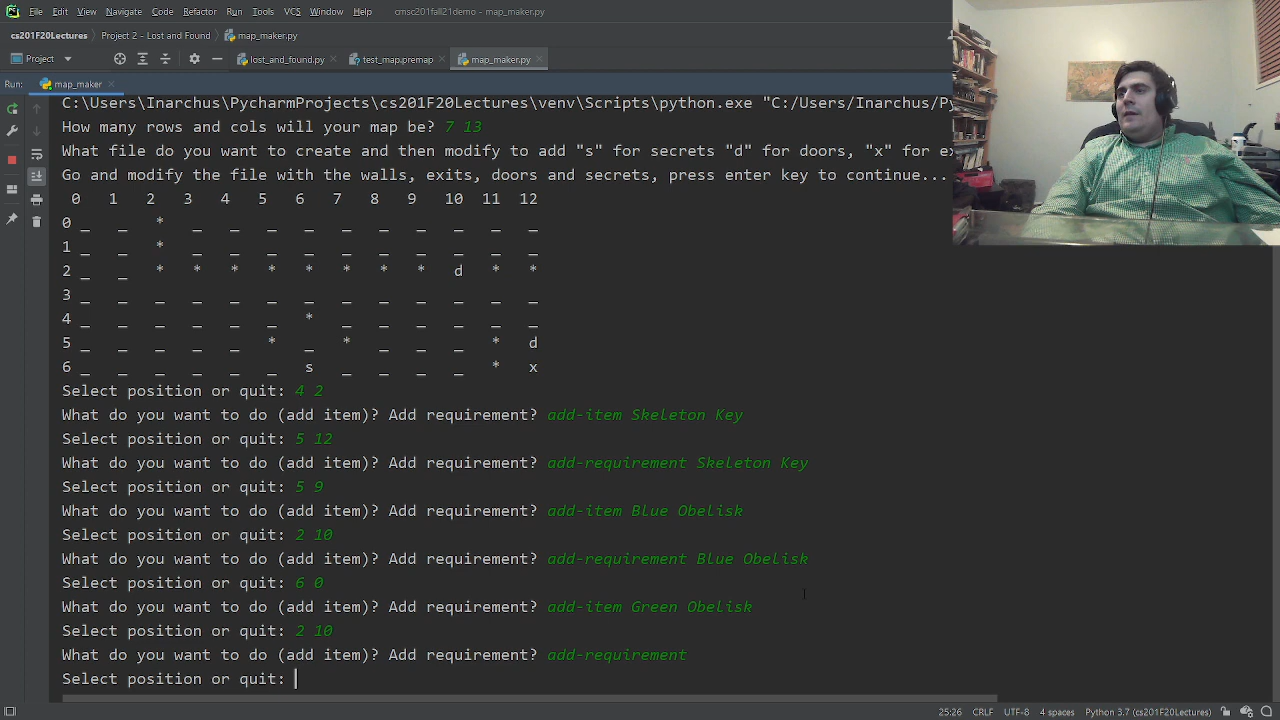 File Edit View Navigate Code Refactor Run Tools VCS Window Help cmsc201fall21demo - map_maker.py
cs201F20Lectures Project 2 - Lost and Found map_maker.py
Project lost_and_found.py test_map.premap map_maker.py
Run: map_maker
C:\Users\Inarchus\PycharmProjects\cs201F20Lectures\venv\Scripts\python.exe "C:/Users/Inarchus/Py
How many rows and cols will your map be? 7 13
What file do you want to create and then modify to add "s" for secrets "d" for doors, "x" for ex
Go and modify the file with the walls, exits, doors and secrets, press enter key to continue...
0 1 2 3 4 5 6 7 8 9 10 11 12
0 _ _ * _ _ _ _ _ _ _ _ _ _
1 _ _ * _ _ _ _ _ _ _ _ _ _
2 _ _ * * * * * * * * d * *
3 _ _ _ _ _ _ _ _ _ _ _ _ _
4 _ _ _ _ _ _ * _ _ _ _ _ _
5 _ _ _ _ _ * _ * _ _ _ * d
6 _ _ _ _ _ _ s _ _ _ _ * x
Select position or quit: 4 2
What do you want to do (add item)? Add requirement? add-item Skeleton Key
Select position or quit: 5 12
What do you want to do (add item)? Add requirement? add-requirement Skeleton Key
Select position or quit: 5 9
What do you want to do (add item)? Add requirement? add-item Blue Obelisk
Select position or quit: 2 10
What do you want to do (add item)? Add requirement? add-requirement Blue Obelisk
Select position or quit: 6 0
What do you want to do (add item)? Add requirement? add-item Green Obelisk
Select position or quit: 2 10
What do you want to do (add item)? Add requirement? add-requirement
Select position or quit:
25:26 CRLF UTF-8 4 spaces Python 3.7 (cs201F20Lectures)